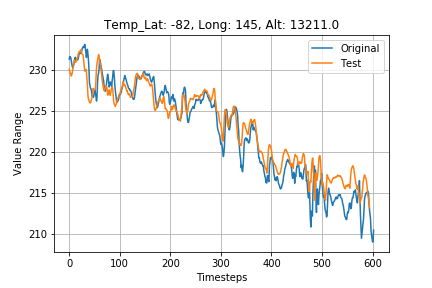 Temp_Lat: -82, Long: 145, Alt: 13211.0
Original
Test
Value Range
230
225
220
215
210
0 100 200 300 400 500 600
Timesteps